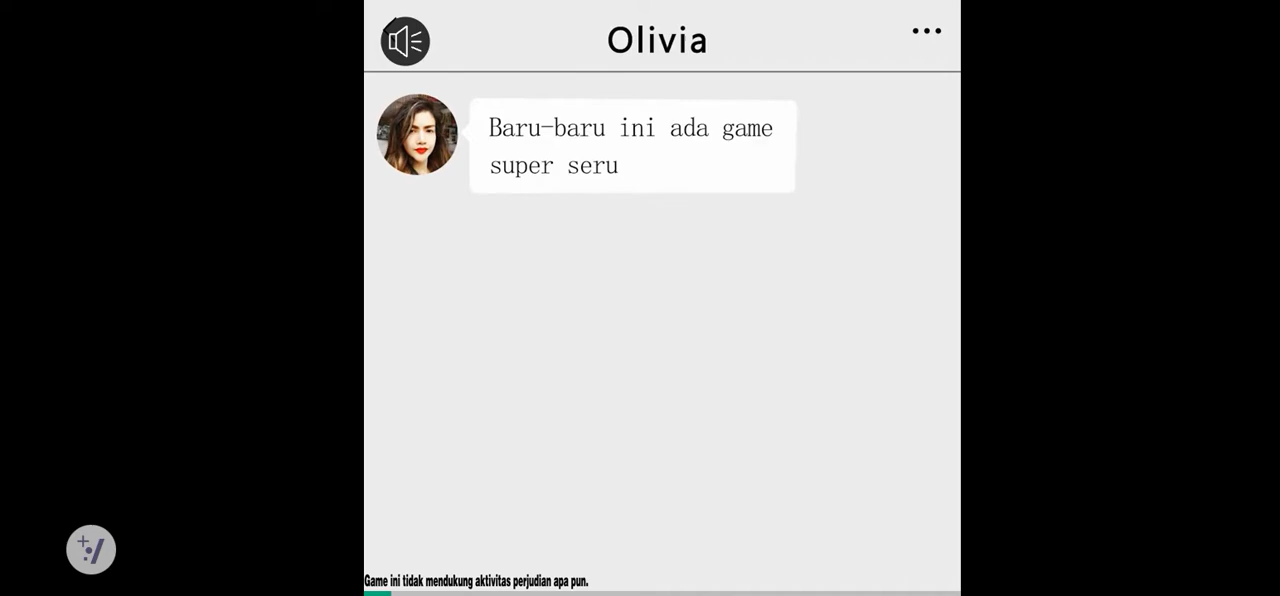 Olivia
Baru-baru ini ada game
super seru
Game ini tidak mendukung aktivitas perjudian apa pun.